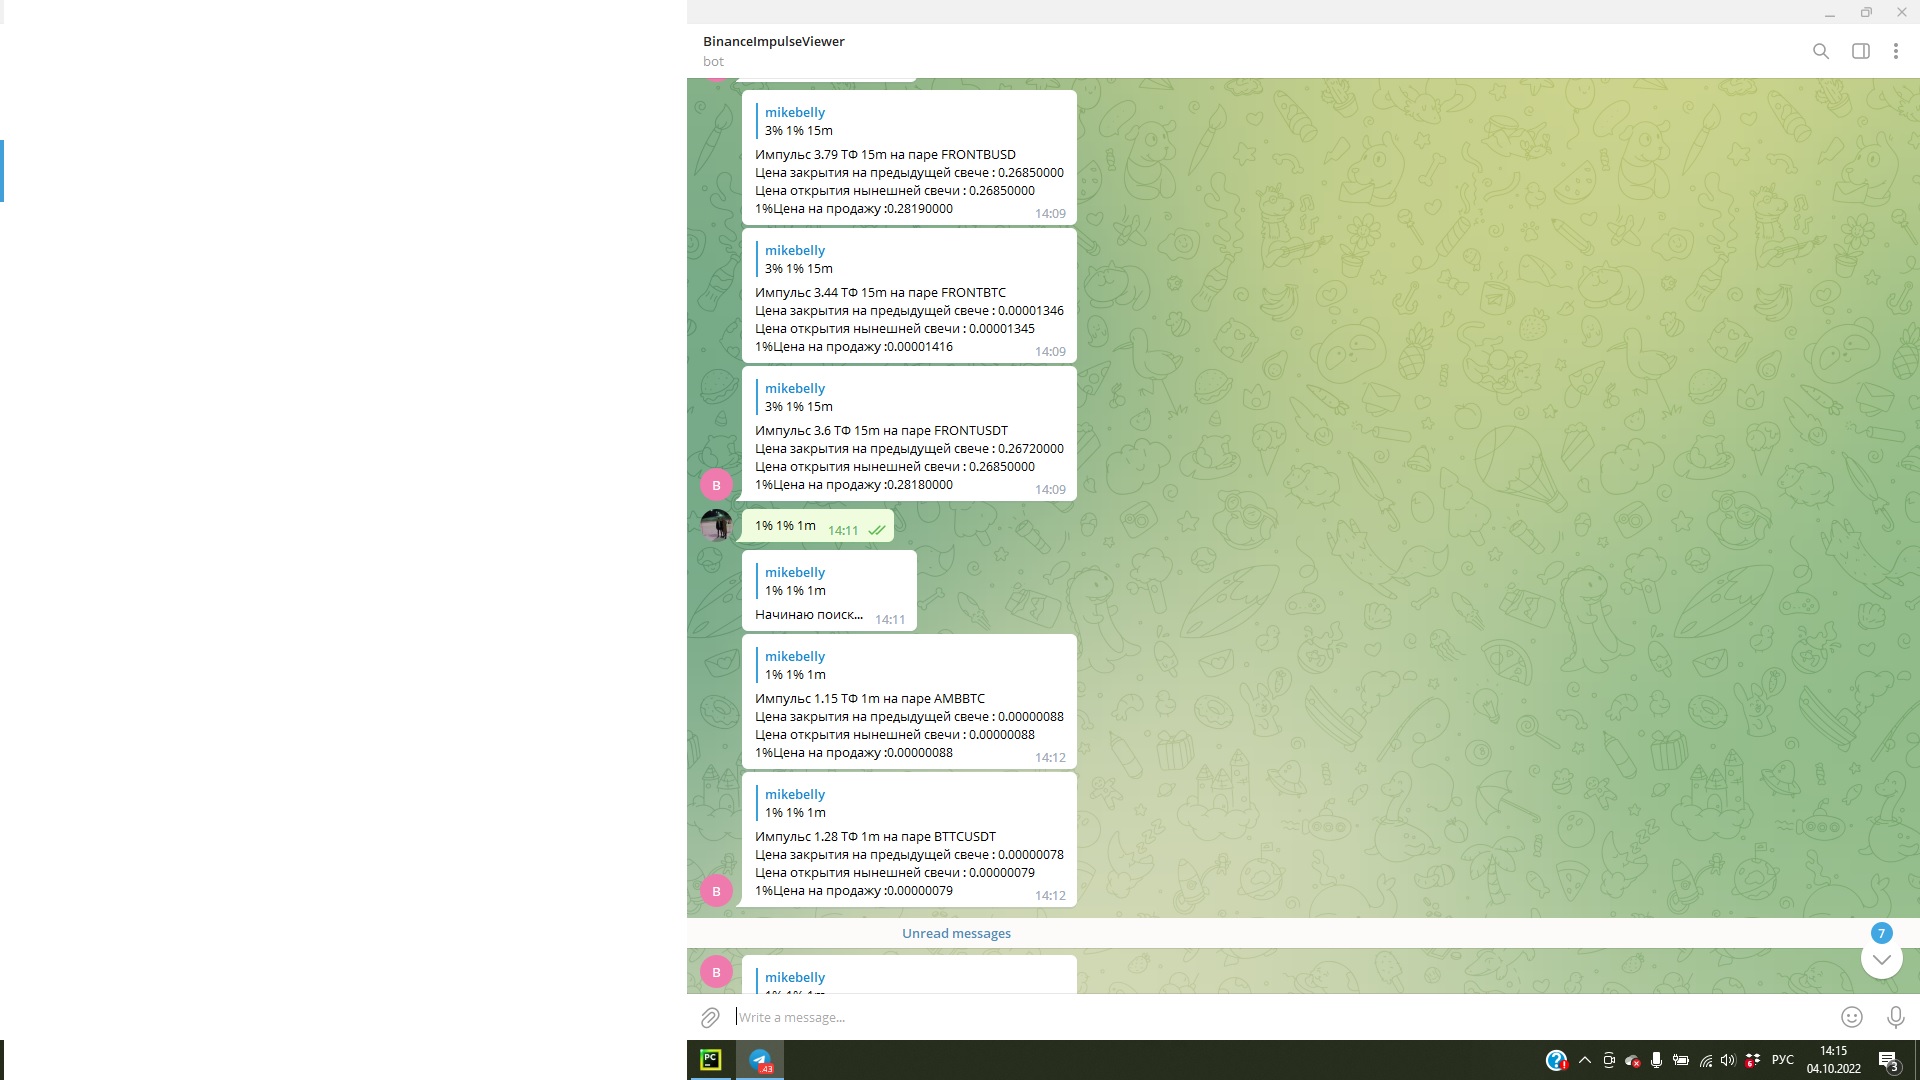 BinanceImpulseViewer
bot
mikebelly
3% 1% 15m
Импульс 3.79 ТФ 15m на паре FRONTBUSD
Цена закрытия на предыдущей свече : 0.26850000
Цена открытия нынешней свечи : 0.26850000
1%Цена на продажу :0.28190000
14:09
mikebelly
3% 1% 15m
Импульс 3.44 ТФ 15m на паре FRONTBTC
Цена закрытия на предыдущей свече : 0.00001346
Цена открытия нынешней свечи : 0.00001345
1%Цена на продажу :0.00001416
14:09
mikebelly
3% 1% 15m
Импульс 3.6 ТФ 15m на паре FRONTUSDT
Цена закрытия на предыдущей свече : 0.26720000
Цена открытия нынешней свечи : 0.26850000
1%Цена на продажу :0.28180000
14:09
B
1% 1% 1m 14:11
mikebelly
1% 1% 1m
Начинаю поиск... 14:11
mikebelly
1% 1% 1m
Импульс 1.15 ТФ 1m на паре AMBBTC
Цена закрытия на предыдущей свече : 0.00000088
Цена открытия нынешней свечи : 0.00000088
1%Цена на продажу :0.00000088
14:12
mikebelly
1% 1% 1m
Импульс 1.28 ТФ 1m на паре BTTCUSDT
Цена закрытия на предыдущей свече : 0.00000078
Цена открытия нынешней свечи : 0.00000079
1%Цена на продажу :0.00000079
14:12
B
Unread messages
7
B
mikebelly
1% 1% 1m
Write a message...
PC
.43
6
РУС
14:15
04.10.2022
3